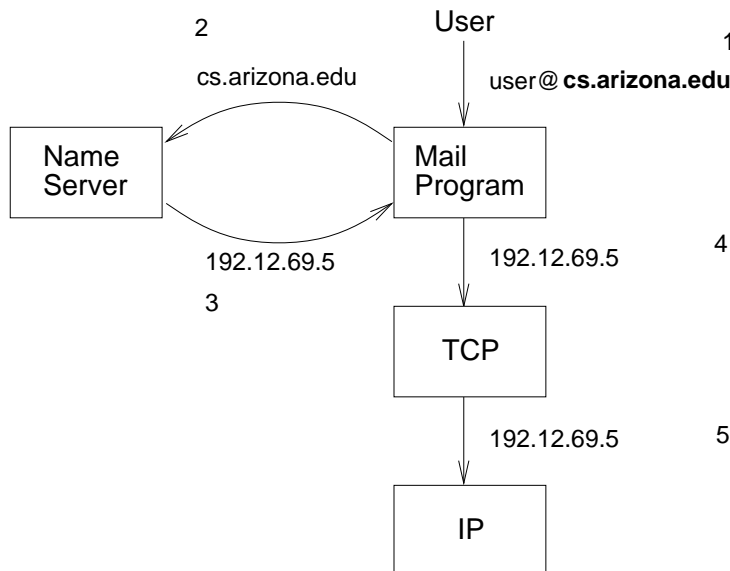 2
User
1
cs.arizona.edu
user@cs.arizona.edu
Name
Server
Mail
Program
192.12.69.5
3
192.12.69.5
4
TCP
192.12.69.5
5
IP